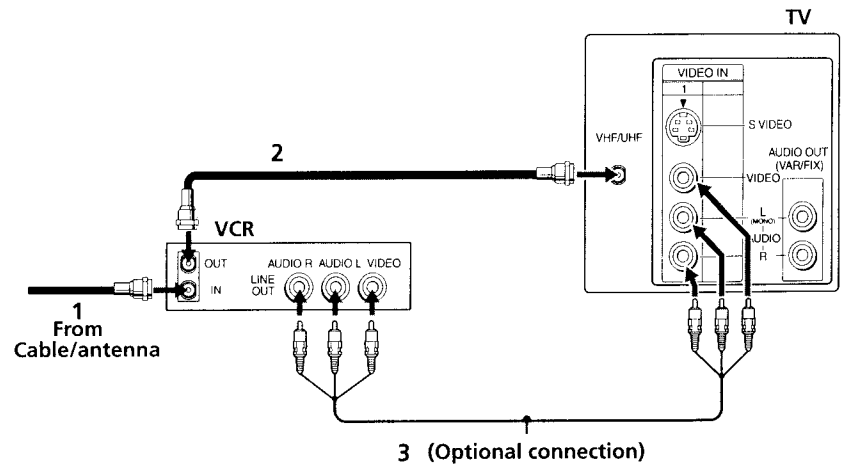 TV
VIDEO IN
1
S VIDEO
VHF/UHF
AUDIO OUT
(VAR/FIX)
VIDEO
L
(MONO)
AUDIO
R
2
VCR
OUT
IN
AUDIO R AUDIO L VIDEO
LINE
OUT
1
From
Cable/antenna
3 (Optional connection)